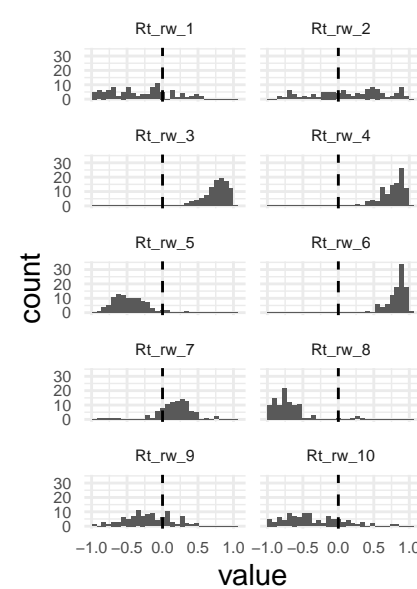 Rt_rw_1 Rt_rw_2
30
20
10
0
Rt_rw_3 Rt_rw_4
30
20
10
0
Rt_rw_5 Rt_rw_6
30
20
10
0
Rt_rw_7 Rt_rw_8
30
20
10
0
Rt_rw_9 Rt_rw_10
30
20
10
0
−1.0 −0.5 0.0 0.5 1.0 −1.0 −0.5 0.0 0.5 1.0
count
value